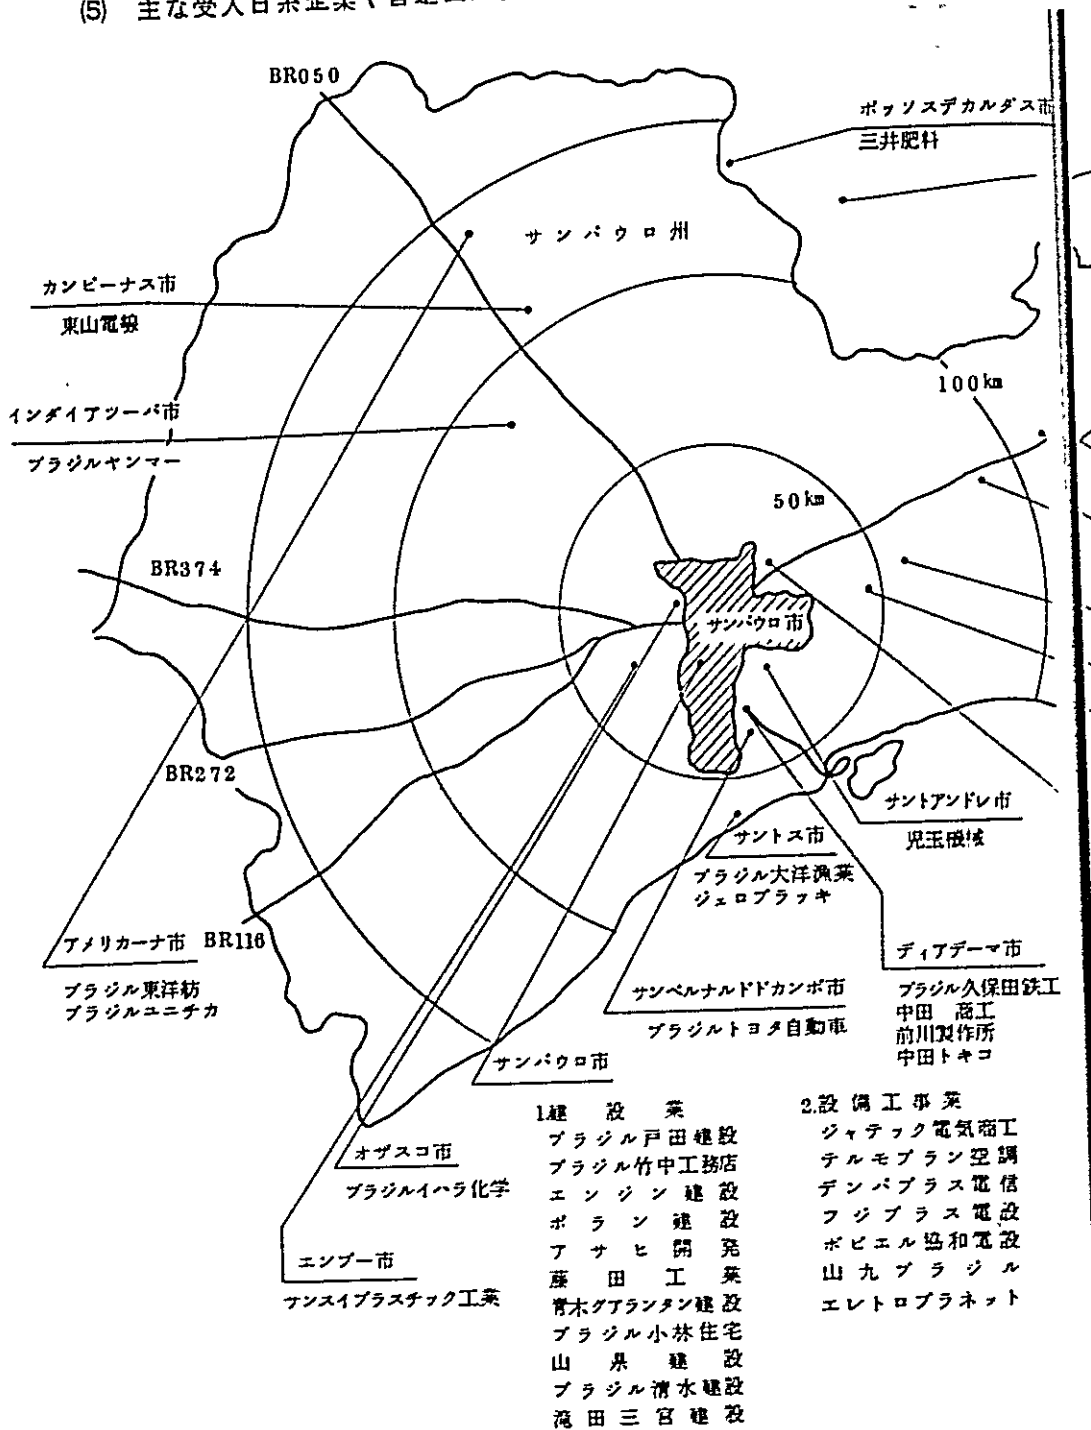 (5) 主な受入日系企業
BR050
ポッソスデカルダス市
三井肥料
サンパウロ州
カンピーナス市
東山電線
100km
インダイアツーバ市
ブラジルヤンマー
50km
BR374
サンパウロ市
BR272
サントアンドレ市
児玉機械
サントス市
ブラジル大洋漁業
ジェロブラッキ
アメリカーナ市
BR116
ブラジル東洋紡
ブラジルユニチカ
ディアデーマ市
ブラジル久保田鉄工
中田 商工
前川製作所
中田トキコ
サンベルナルドドカンポ市
ブラジルトヨタ自動車
サンパウロ市
1.建設業
ブラジル戸田建設
ブラジル竹中工務店
エンジン建設
ポラン建設
アサヒ開発
藤田工業
青木グアランタン建設
ブラジル小林住宅
山県建設
ブラジル清水建設
滝田三宮建設
2.設備工事業
ジャテック電気商工
テルモプラン空調
デンパブラス電信
フジブラス電設
ポピエル協和電設
山九ブラジル
エレトロプラネット
オザスコ市
ブラジルイハラ化学
エンブー市
サンスイプラスチック工業